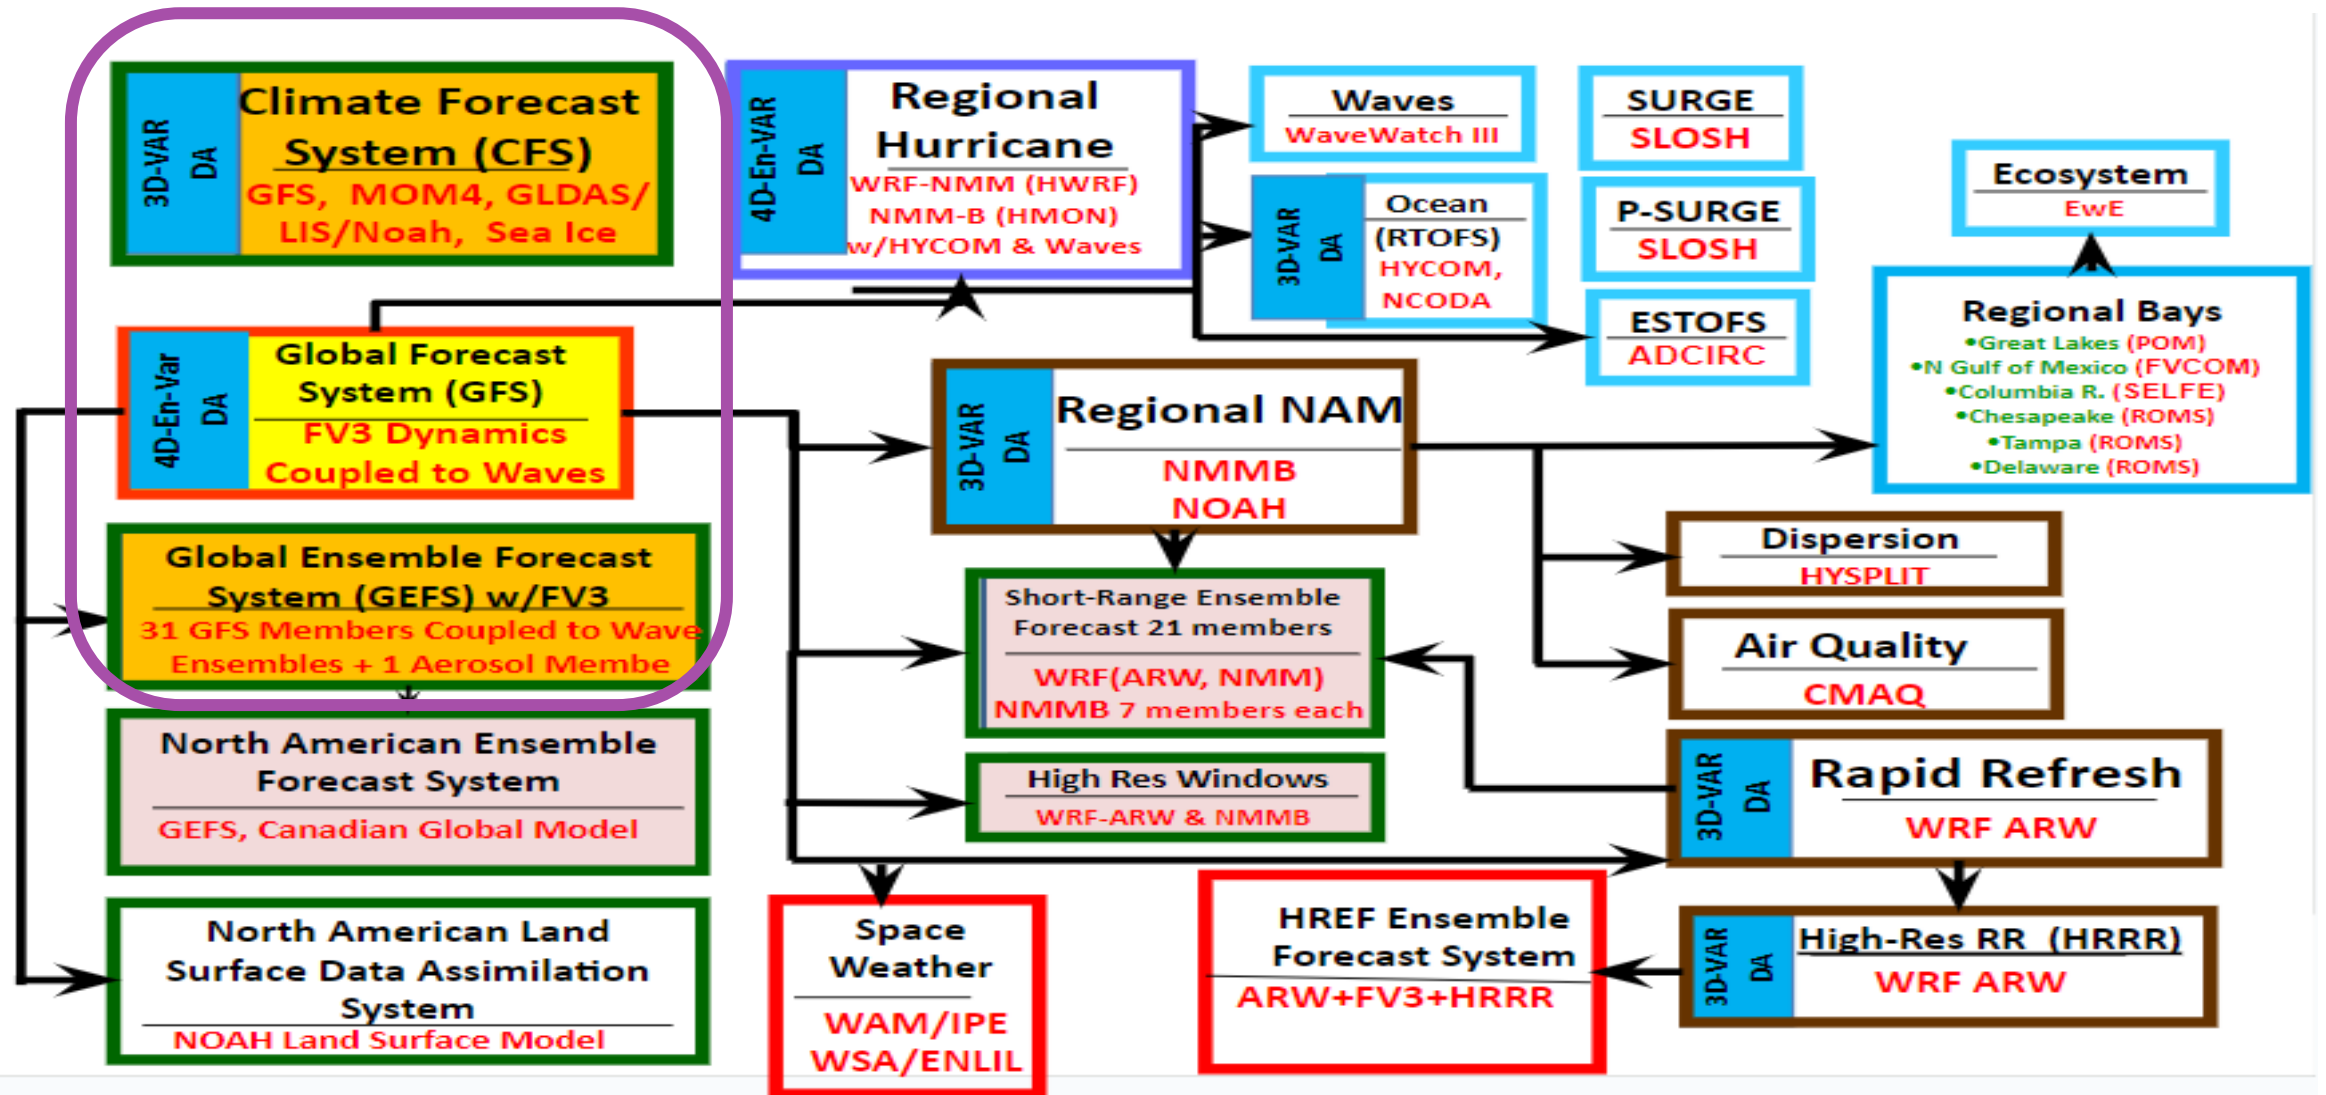 3D-VAR
DA
Climate Forecast
System (CFS)
GFS, MOM4, GLDAS/
LIS/Noah, Sea Ice
4D-En-Var
DA
Global Forecast
System (GFS)
FV3 Dynamics
Coupled to Waves
Global Ensemble Forecast
System (GEFS) w/FV3
31 GFS Members Coupled to Wave
Ensembles + 1 Aerosol Membe
North American Ensemble
Forecast System
GEFS, Canadian Global Model
North American Land
Surface Data Assimilation
System
NOAH Land Surface Model
4D-En-VAR
DA
Regional
Hurricane
WRF-NMM (HWRF)
NMM-B (HMON)
w/HYCOM & Waves
Waves
WaveWatch III
3D-VAR
DA
Ocean
(RTOFS)
HYCOM,
NCODA
SURGE
SLOSH
P-SURGE
SLOSH
ESTOFS
ADCIRC
Ecosystem
EwE
Regional Bays
•Great Lakes (POM)
•N Gulf of Mexico (FVCOM)
•Columbia R. (SELFE)
•Chesapeake (ROMS)
•Tampa (ROMS)
•Delaware (ROMS)
3D-VAR
DA
Regional NAM
NMMB
NOAH
Short-Range Ensemble
Forecast 21 members
WRF(ARW, NMM)
NMMB 7 members each
High Res Windows
WRF-ARW & NMMB
Dispersion
HYSPLIT
Air Quality
CMAQ
3D-VAR
DA
Rapid Refresh
WRF ARW
3D-VAR
DA
High-Res RR (HRRR)
WRF ARW
HREF Ensemble
Forecast System
ARW+FV3+HRRR
Space
Weather
WAM/IPE
WSA/ENLIL